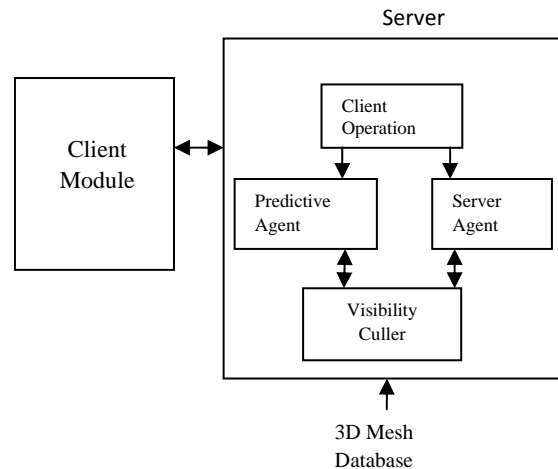 Server
Client
Module
Client
Operation
Predictive
Agent
Server
Agent
Visibility
Culler
3D Mesh
Database